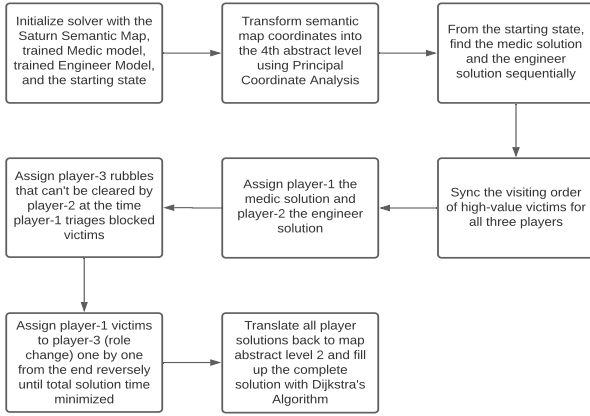 Initialize solver with the
Saturn Semantic Map,
trained Medic model,
trained Engineer Model,
and the starting state
Transform semantic
map coordinates into
the 4th abstract level
using Principal
Coordinate Analysis
From the starting state,
find the medic solution
and the engineer
solution sequentially
Sync the visiting order
of high-value victims for
all three players
Assign player-1 the
medic solution and
player-2 the engineer
solution
Assign player-3 rubbles
that can't be cleared by
player-2 at the time
player-1 triages blocked
victims
Assign player-1 victims
to player-3 (role
change) one by one
from the end reversely
until total solution time
minimized
Translate all player
solutions back to map
abstract level 2 and fill
up the complete
solution with Dijkstra's
Algorithm